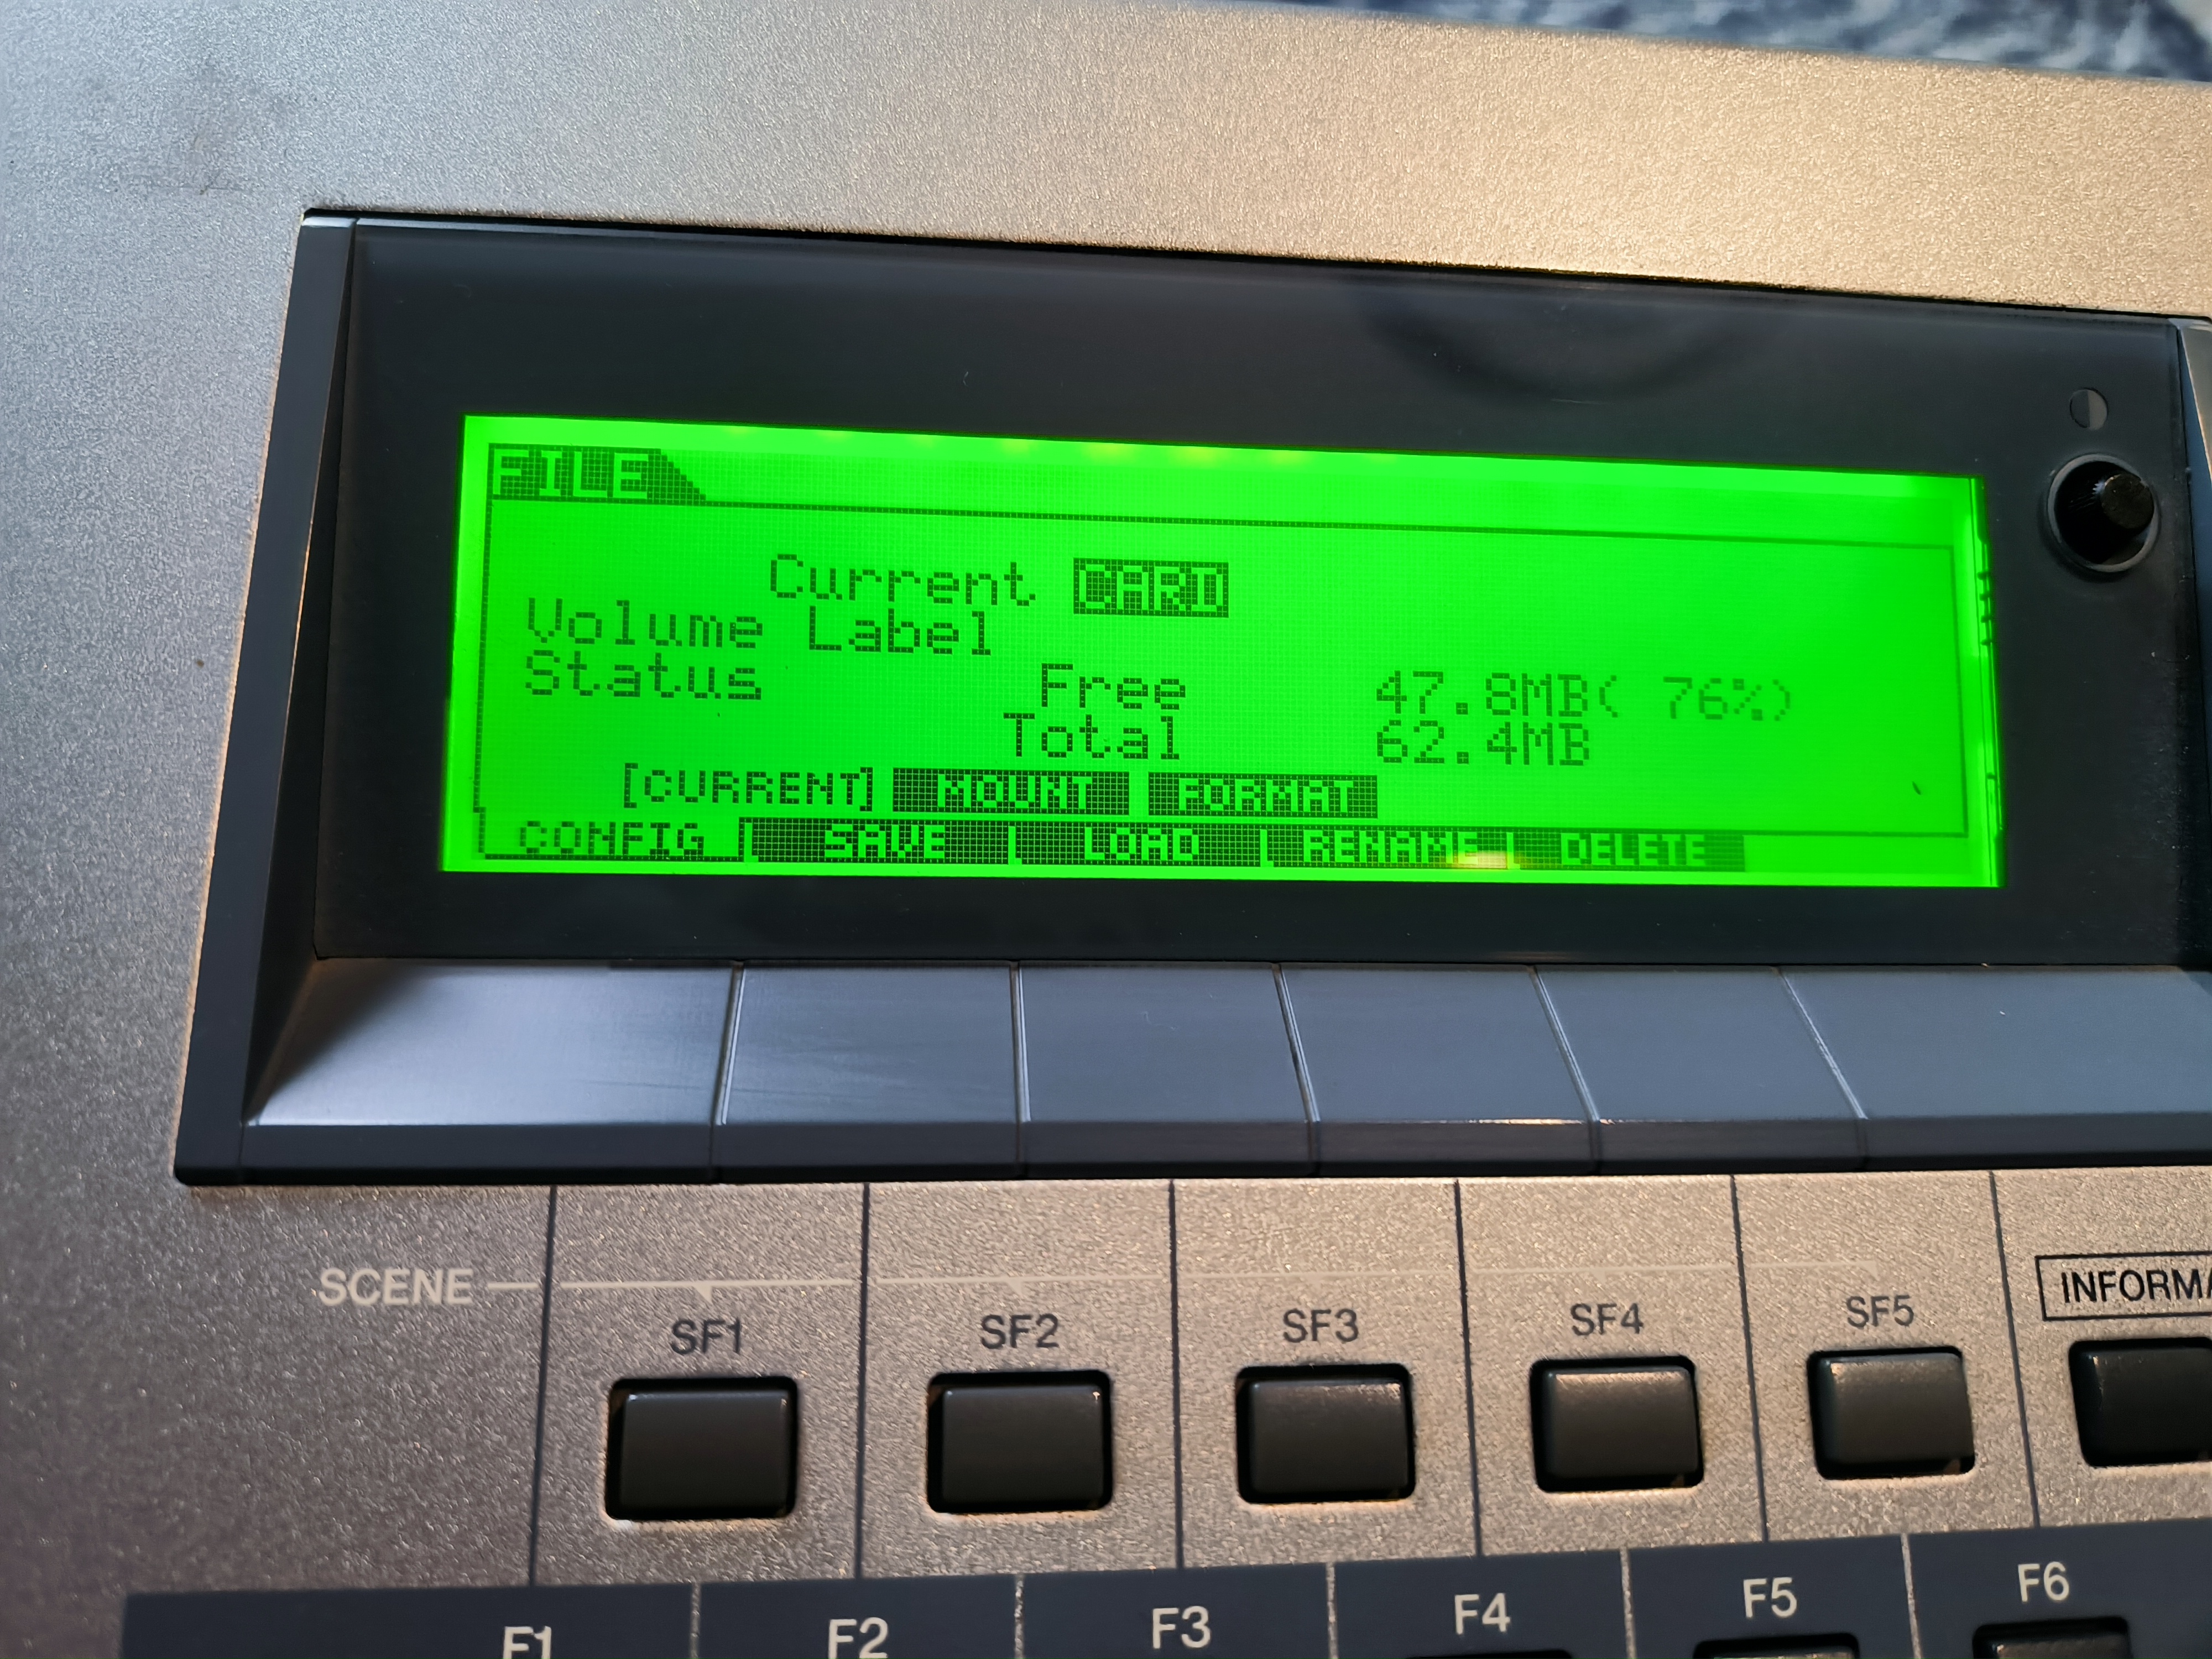 FILE
Current CARD
Volume Label
Status Free 47.8MB( 76%)
Total 62.4MB
[CURRENT] MOUNT FORMAT
CONFIG SAVE LOAD RENAME DELETE
SCENE
SF1 SF2 SF3 SF4 SF5
F1 F2 F3 F4 F5 F6